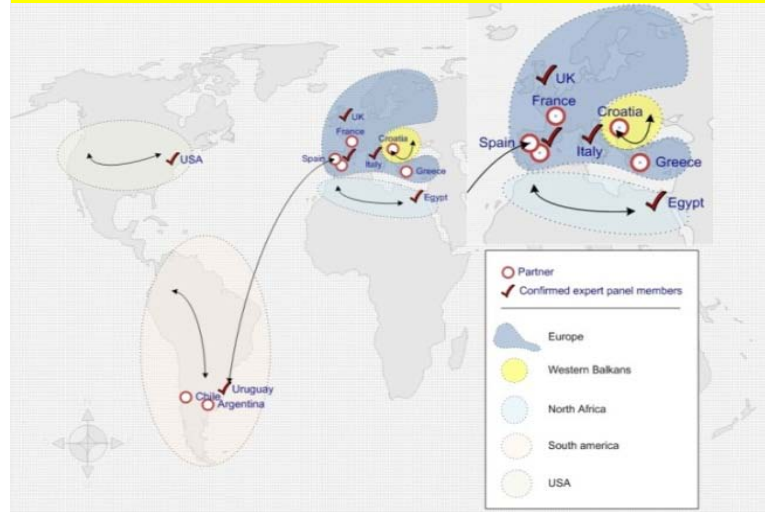 UK
France
Croatia
Spain
Italy
Greece
Egypt
USA
UK
France
Croatia
Spain
Italy
Greece
Egypt
Uruguay
Chile
Argentina
Partner
Confirmed expert panel members
Europe
Western Balkans
North Africa
South america
USA